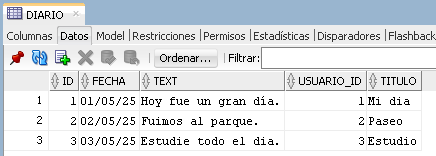 DIARIO
Columnas Datos Model Restricciones Permisos Estadísticas Disparadores Flashback
Ordenar... Filtrar:
ID FECHA TEXT USUARIO_ID TITULO
1 1 01/05/25 Hoy fue un gran día. 1 Mi dia
2 2 02/05/25 Fuimos al parque. 2 Paseo
3 3 03/05/25 Estudie todo el dia. 3 Estudio